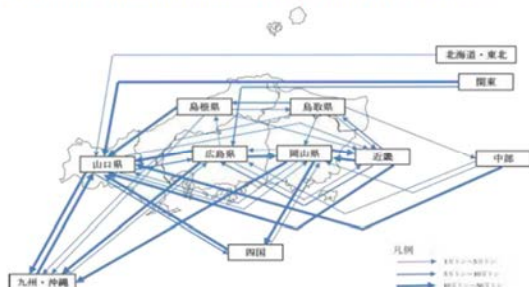 北海道・東北
関東
島根県
鳥取県
山口県
広島県
岡山県
近畿
中部
四国
九州・沖縄
凡例